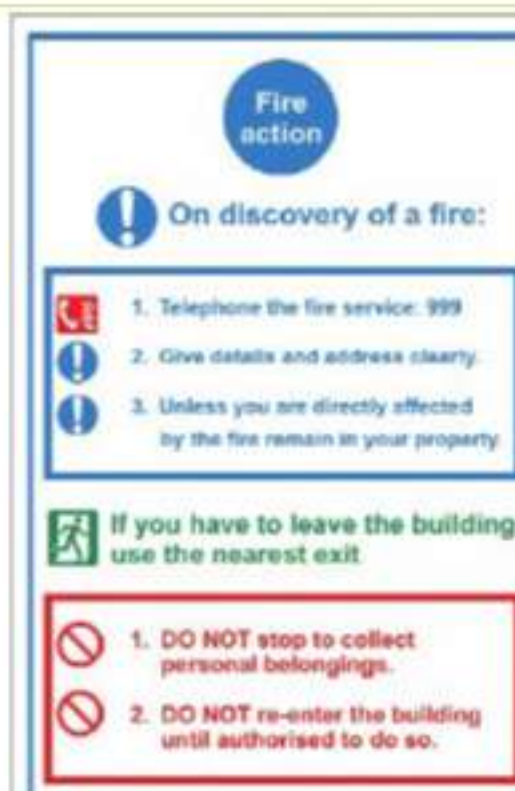 Fire
action
On discovery of a fire:
1. Telephone the fire service: 999
2. Give details and address clearly.
3. Unless you are directly affected
by the fire remain in your property
If you have to leave the building
use the nearest exit
1. DO NOT stop to collect
personal belongings.
2. DO NOT re-enter the building
until authorised to do so.